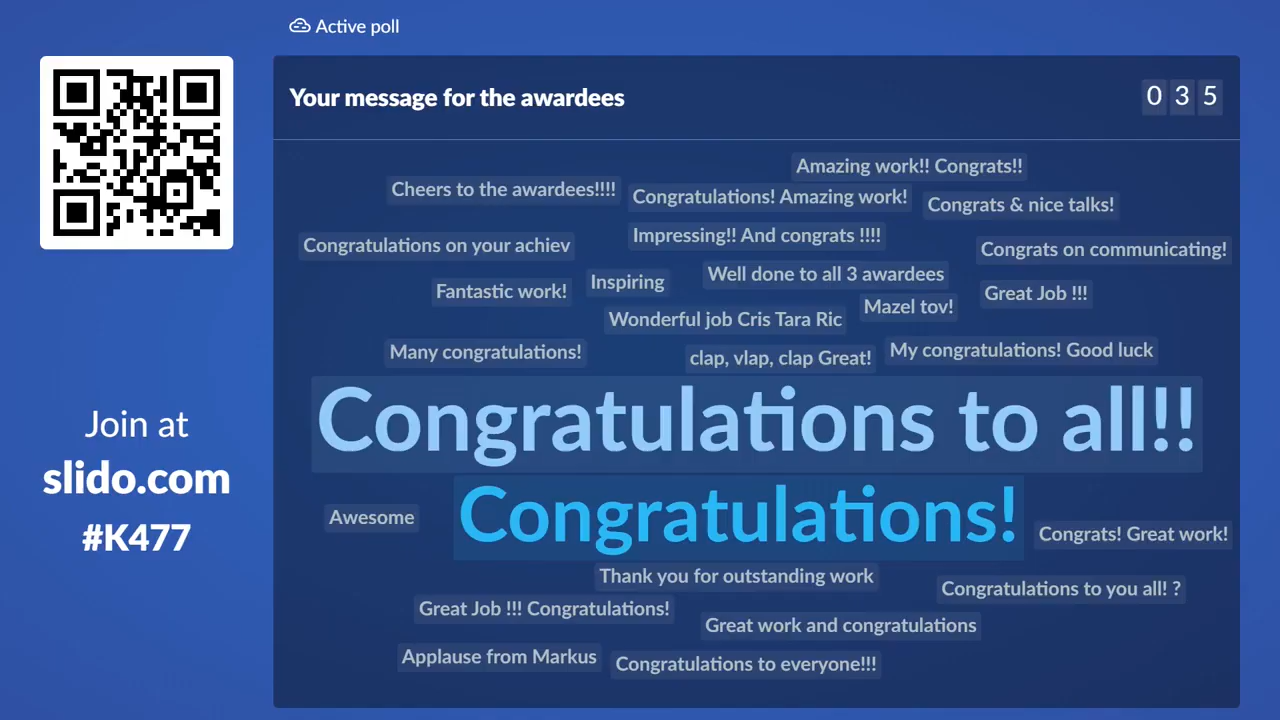 Active poll
Your message for the awardees
035
Amazing work!! Congrats!!
Cheers to the awardees!!!!
Congratulations! Amazing work!
Congrats & nice talks!
Impressing!! And congrats !!!!
Congratulations on your achiev
Congrats on communicating!
Well done to all 3 awardees
Inspiring
Fantastic work!
Great Job !!!
Mazel tov!
Wonderful job Cris Tara Ric
Many congratulations!
clap, vlap, clap Great!
My congratulations! Good luck
Congratulations to all!!
Congratulations!
Awesome
Congrats! Great work!
Thank you for outstanding work
Congratulations to you all! ?
Great Job !!! Congratulations!
Great work and congratulations
Applause from Markus
Congratulations to everyone!!!
Join at
slido.com
#K477